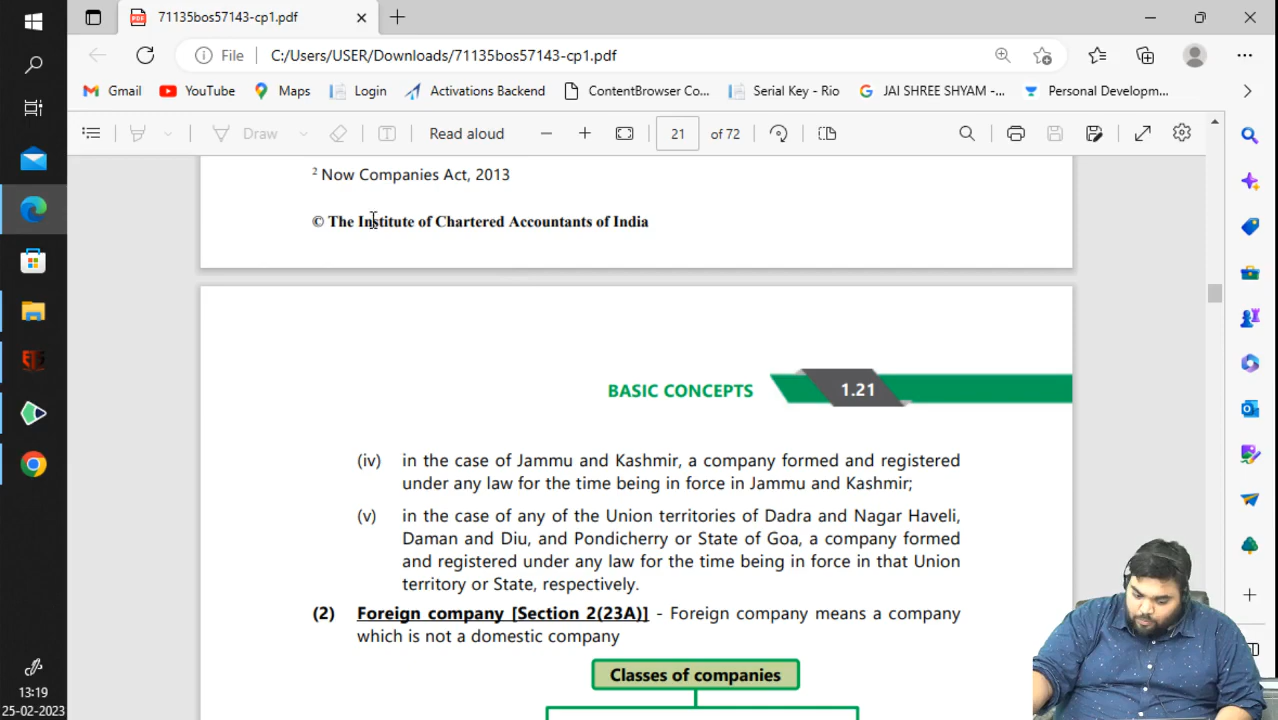 71135bos57143-cp1.pdf
File C:/Users/USER/Downloads/71135bos57143-cp1.pdf
Gmail YouTube Maps Login Activations Backend ContentBrowser Co... Serial Key - Rio JAI SHREE SHYAM -... Personal Developm...
Draw Read aloud 21 of 72
2 Now Companies Act, 2013
© The Institute of Chartered Accountants of India
BASIC CONCEPTS 1.21
(iv) in the case of Jammu and Kashmir, a company formed and registered
under any law for the time being in force in Jammu and Kashmir;
(v) in the case of any of the Union territories of Dadra and Nagar Haveli,
Daman and Diu, and Pondicherry or State of Goa, a company formed
and registered under any law for the time being in force in that Union
territory or State, respectively.
(2) Foreign company [Section 2(23A)] - Foreign company means a company
which is not a domestic company
Classes of companies
13:19
25-02-2023